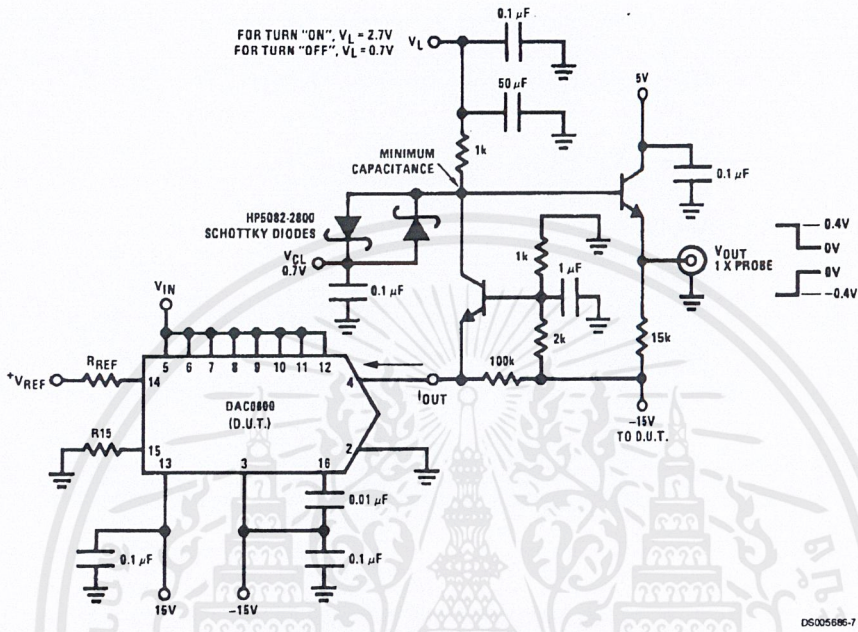 FOR TURN "ON", VL = 2.7V
FOR TURN "OFF", VL = 0.7V
VL
0.1 µF
50 µF
5V
1k
MINIMUM
CAPACITANCE
0.1 µF
HP5082-2800
SCHOTTKY DIODES
VCL
0.7V
0.1 µF
0.4V
0V
0V
−0.4V
VOUT
1 X PROBE
1k
1 µF
2k
15k
VIN
5 6 7 8 9 10 11 12
+VREF
RREF
14
4
IOUT
100k
DAC0800
(D.U.T.)
−15V
TO D.U.T.
R15
15
2
13
3
16
0.01 µF
0.1 µF
0.1 µF
15V
−15V
DS005686-7